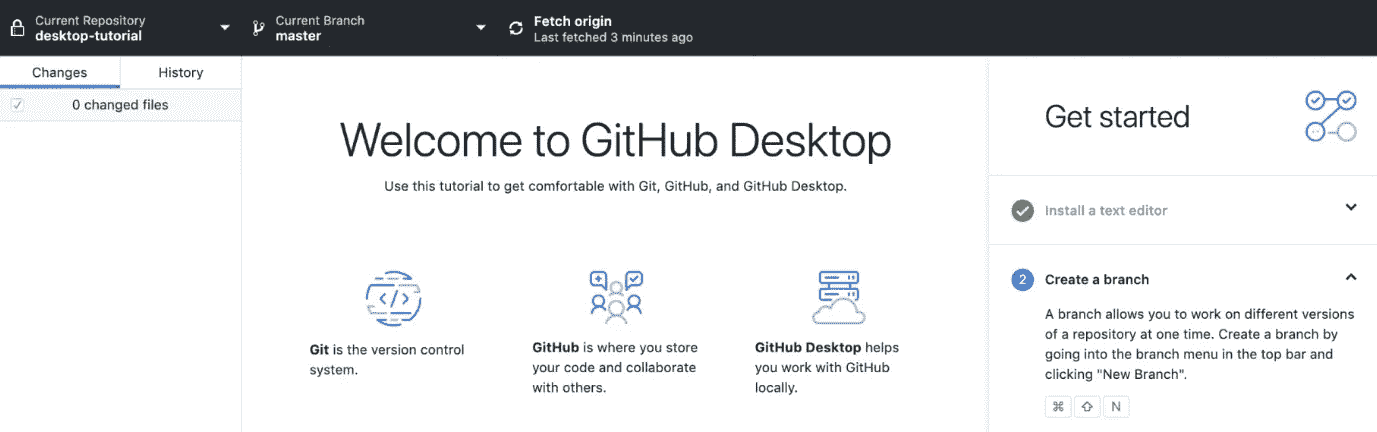 Current Repository
desktop-tutorial
Current Branch
master
Fetch origin
Last fetched 3 minutes ago
Changes
History
0 changed files
Welcome to GitHub Desktop
Use this tutorial to get comfortable with Git, GitHub, and GitHub Desktop.
Git is the version control
system.
GitHub is where you store
your code and collaborate
with others.
GitHub Desktop helps
you work with GitHub
locally.
Get started
Install a text editor
2 Create a branch
A branch allows you to work on different versions
of a repository at one time. Create a branch by
going into the branch menu in the top bar and
clicking "New Branch".
⌘ ⇧ N